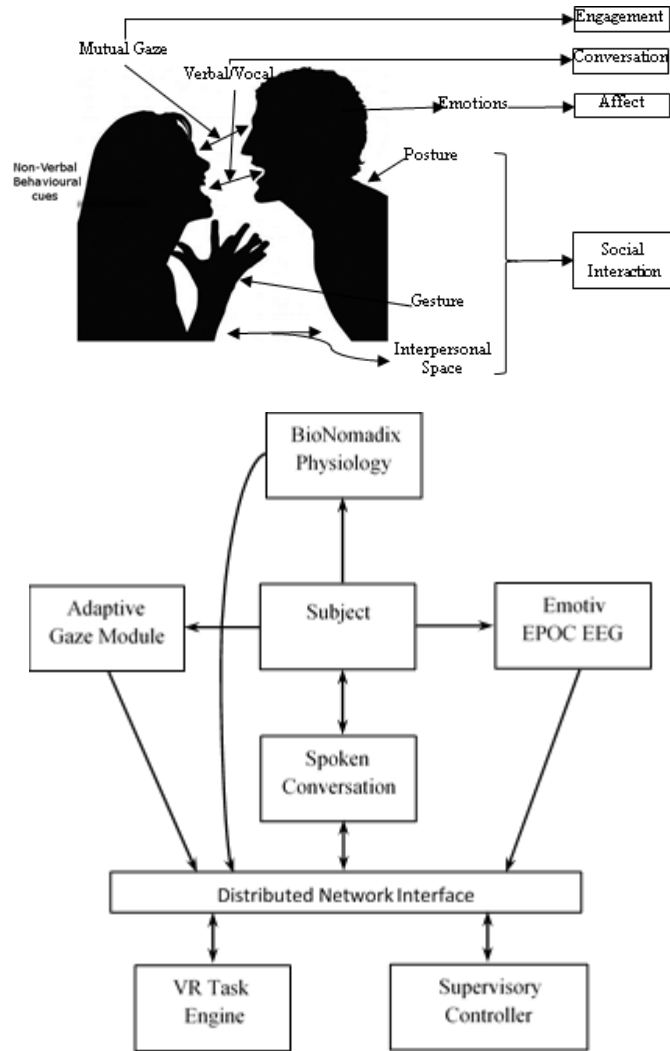 Engagement
Mutual Gaze
Verbal/Vocal
Conversation
Emotions
Affect
Non-Verbal
Behavioural
cues
Posture
Social
Interaction
Gesture
Interpersonal
Space
BioNomadix
Physiology
Adaptive
Gaze Module
Subject
Emotiv
EPOC EEG
Spoken
Conversation
Distributed Network Interface
VR Task
Engine
Supervisory
Controller